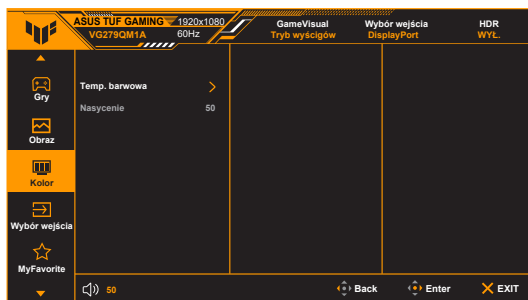 ASUS TUF GAMING 1920x1080
VG279QM1A 60Hz
GameVisual
Tryb wyścigów
Wybór wejścia
DisplayPort
HDR
WYŁ.
Gry
Obraz
Kolor
Wybór wejścia
MyFavorite
Temp. barwowa
Nasycenie 50
50
Back
Enter
EXIT